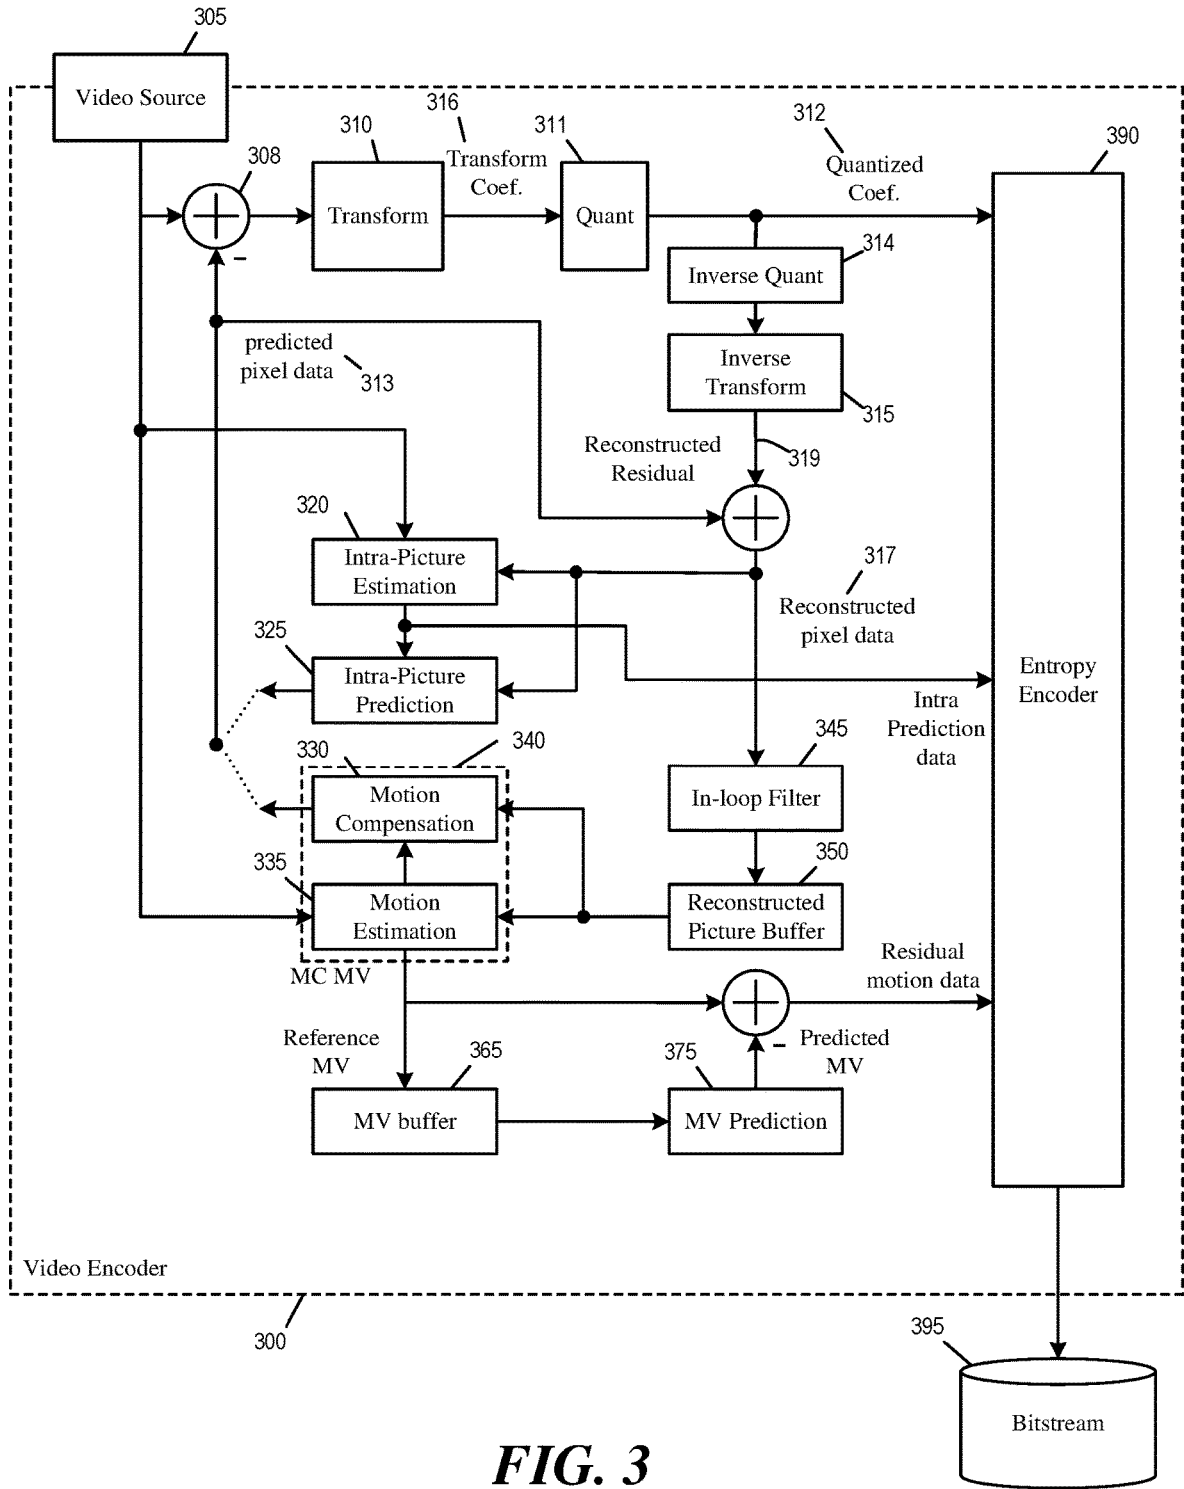 305
Video Source
316
312
310
311
390
308
Transform
Coef.
Quantized
Coef.
Transform
Quant
314
–
Inverse Quant
predicted
pixel data
313
Inverse
Transform
315
Reconstructed
Residual
319
320
Intra-Picture
Estimation
317
Reconstructed
pixel data
325
Intra-Picture
Prediction
Entropy
Encoder
Intra
Prediction
data
330
340
345
Motion
Compensation
In-loop Filter
335
350
Motion
Estimation
Reconstructed
Picture Buffer
MC MV
Residual
motion data
Reference
MV
365
375
–
Predicted
MV
MV buffer
MV Prediction
Video Encoder
300
395
Bitstream
FIG. 3